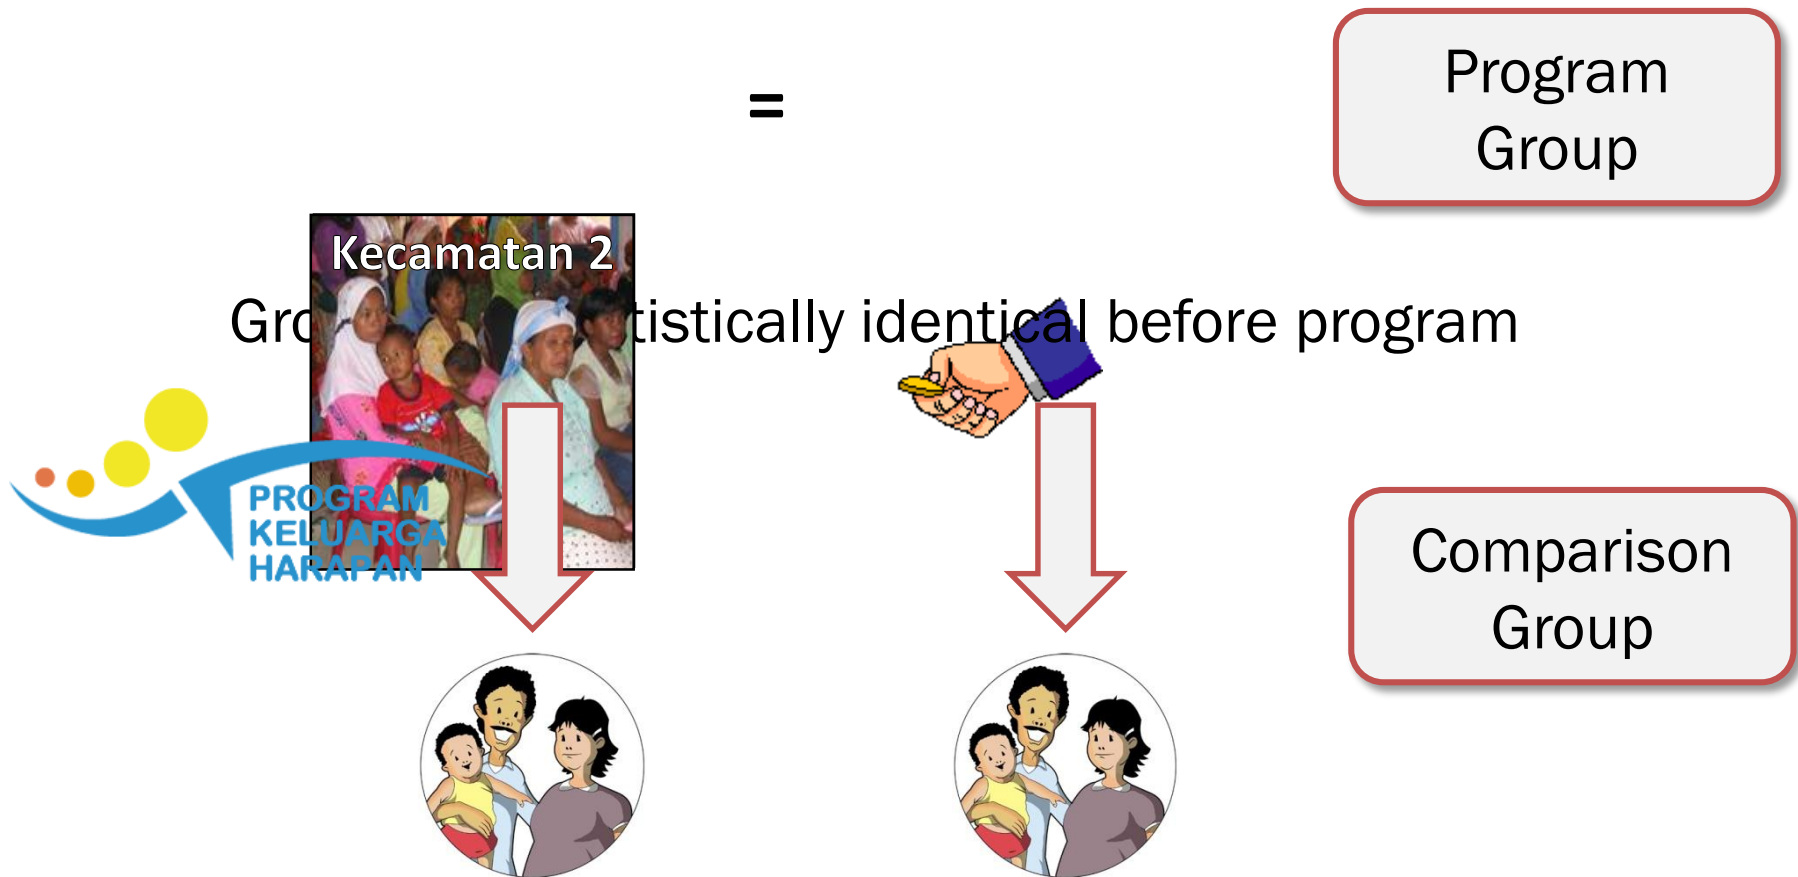 =
Program
Group
Kecamatan 2
Gro tistically identical before program
PROGRAM
KELUARGA
HARAPAN
Comparison
Group